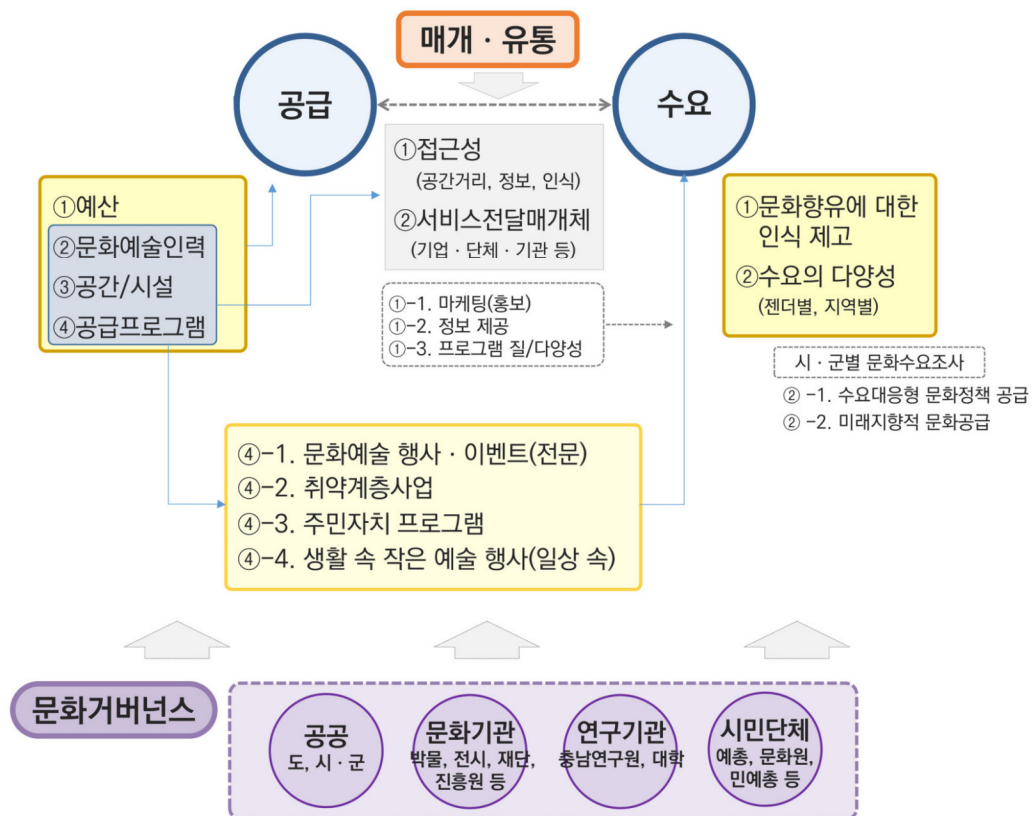 매개 · 유통
공급
수요
①접근성
(공간거리, 정보, 인식)
②서비스전달매개체
(기업 · 단체 · 기관 등)
①예산
②문화예술인력
③공간/시설
④공급프로그램
①문화향유에 대한
인식 제고
②수요의 다양성
(젠더별, 지역별)
①-1. 마케팅(홍보)
①-2. 정보 제공
①-3. 프로그램 질/다양성
시 · 군별 문화수요조사
② -1. 수요대응형 문화정책 공급
② -2. 미래지향적 문화공급
④-1. 문화예술 행사 · 이벤트(전문)
④-2. 취약계층사업
④-3. 주민자치 프로그램
④-4. 생활 속 작은 예술 행사(일상 속)
문화거버넌스
공공
도, 시 · 군
문화기관
박물, 전시, 재단,
진흥원 등
연구기관
충남연구원, 대학
시민단체
예총, 문화원,
민예총 등